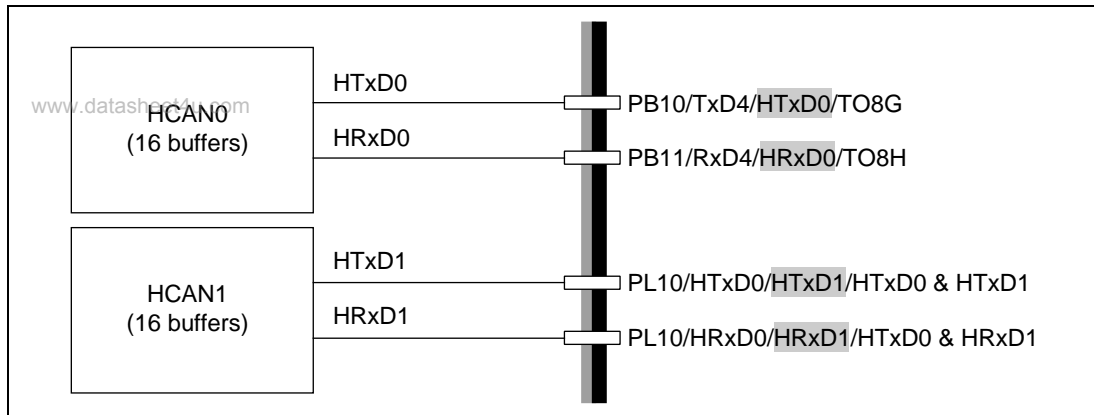 HTxD0
www.datasheet4u.com
HCAN0
(16 buffers)
HRxD0
PB10/TxD4/HTxD0/TO8G
PB11/RxD4/HRxD0/TO8H
HTxD1
HCAN1
(16 buffers)
HRxD1
PL10/HTxD0/HTxD1/HTxD0 & HTxD1
PL10/HRxD0/HRxD1/HTxD0 & HRxD1